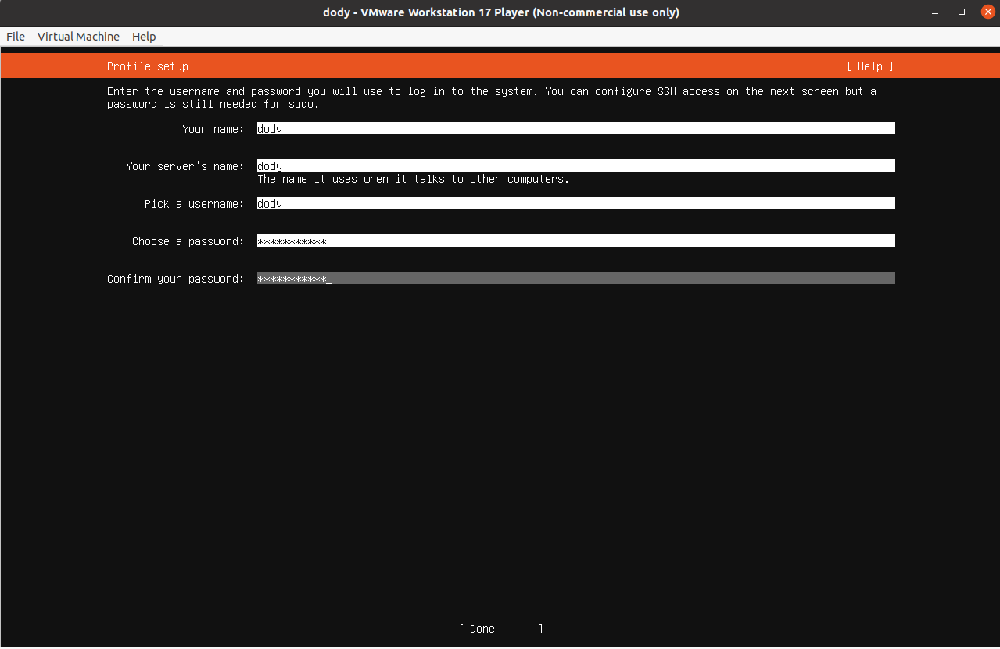 dody - VMware Workstation 17 Player (Non-commercial use only)
File Virtual Machine Help
Profile setup [ Help ]
Enter the username and password you will use to log in to the system. You can configure SSH access on the next screen but a
password is still needed for sudo.
Your name: dody
Your server's name: dody
The name it uses when it talks to other computers.
Pick a username: dody
Choose a password: ***********
Confirm your password: ***********_
[ Done ]